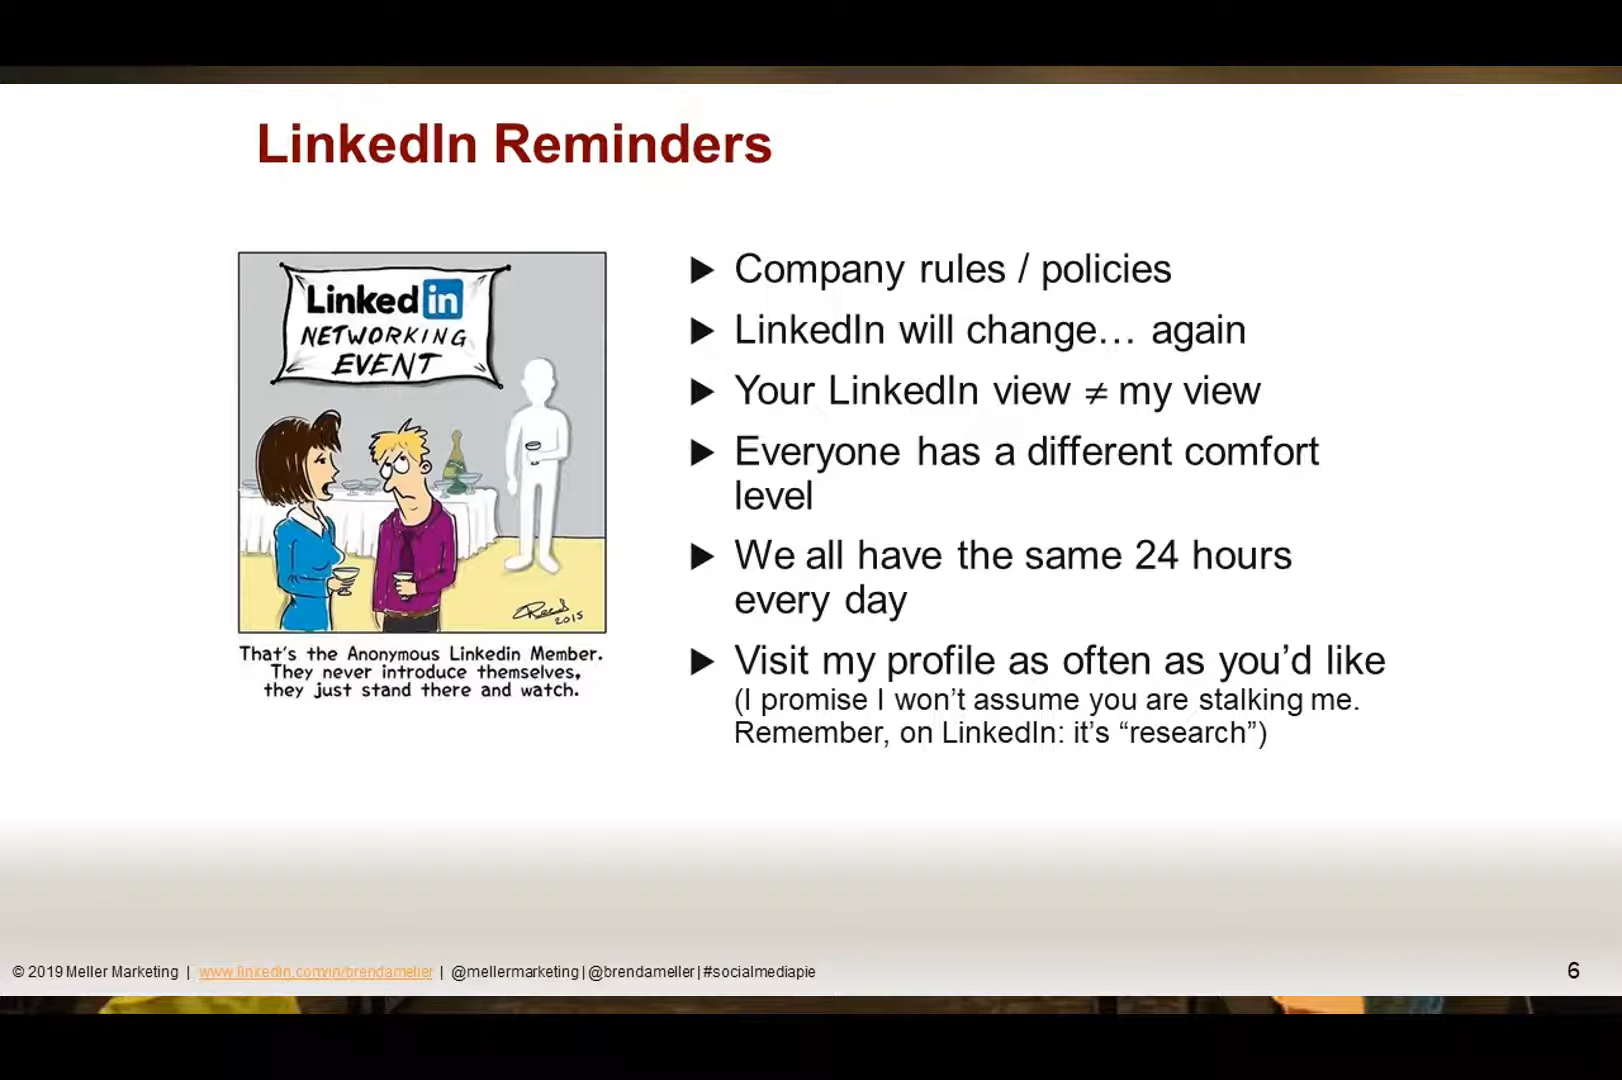 LinkedIn Reminders
Linked in
NETWORKING
EVENT
2015
That's the Anonymous Linkedin Member.
They never introduce themselves,
they just stand there and watch.
Company rules / policies
LinkedIn will change… again
Your LinkedIn view ≠ my view
Everyone has a different comfort
level
We all have the same 24 hours
every day
Visit my profile as often as you’d like
(I promise I won’t assume you are stalking me.
Remember, on LinkedIn: it’s “research”)
© 2019 Meller Marketing | www.linkedin.com/in/brendameller | @mellermarketing | @brendameller | #socialmediapie
6